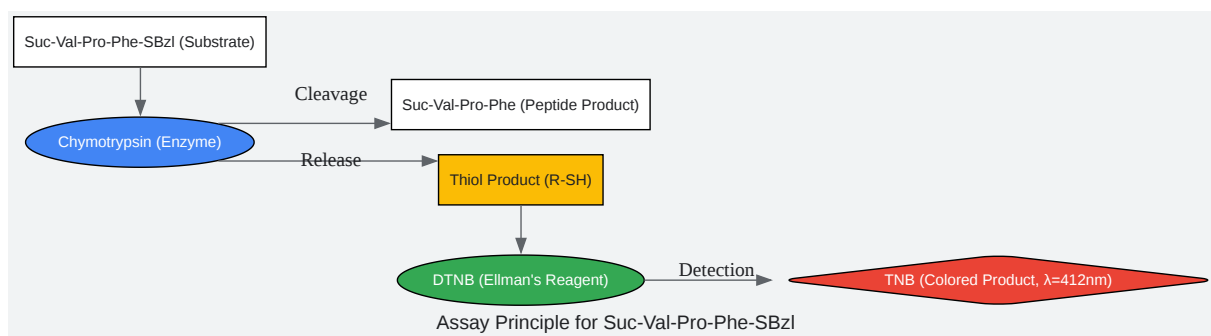 Suc-Val-Pro-Phe-SBzl (Substrate)
Cleavage
Suc-Val-Pro-Phe (Peptide Product)
Chymotrypsin (Enzyme)
Release
Thiol Product (R-SH)
DTNB (Ellman's Reagent)
Detection
TNB (Colored Product, λ=412nm)
Assay Principle for Suc-Val-Pro-Phe-SBzl